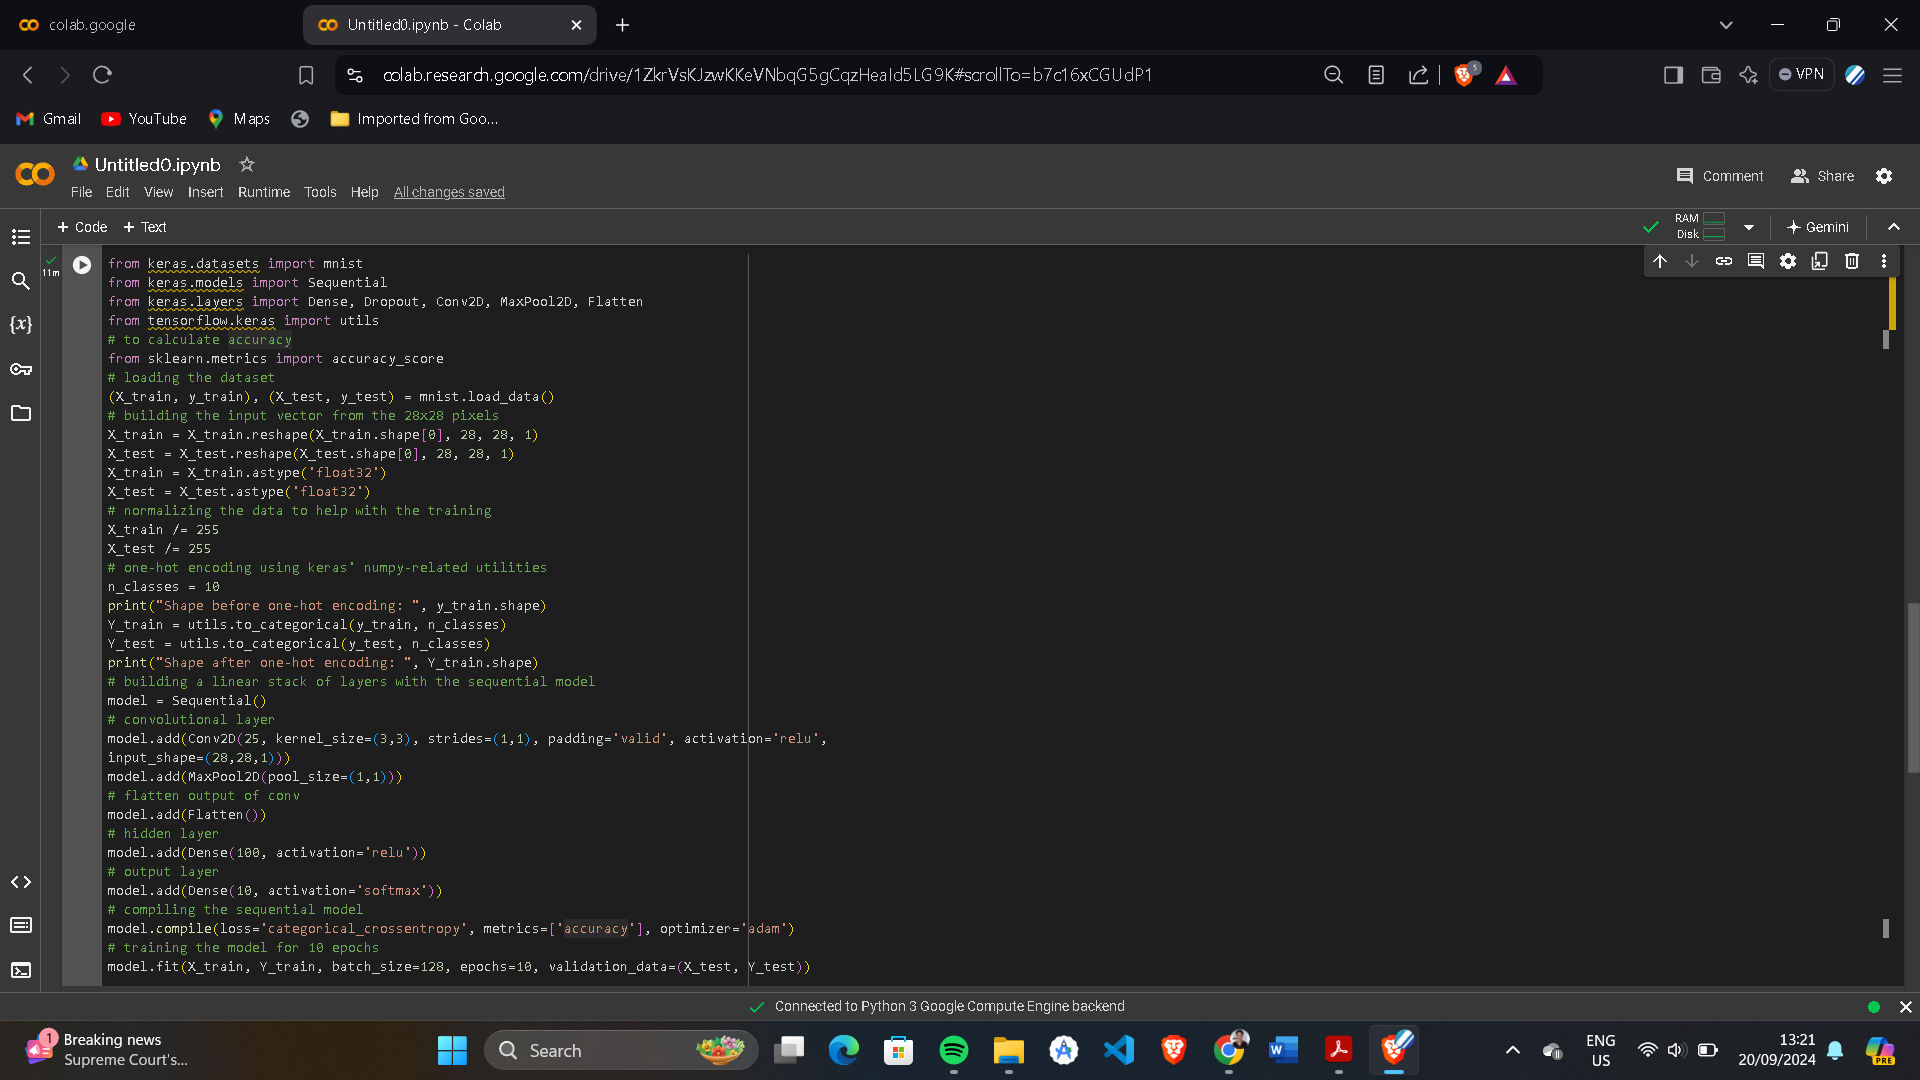 colab.google
Untitled0.ipynb - Colab
colab.research.google.com/drive/1ZkrVsKJzwKKeVNbqG5gCqzHeaId5LG9K#scrollTo=b7c16xCGUdP1
5
VPN
Gmail
YouTube
Maps
Imported from Goo...
Untitled0.ipynb
File Edit View Insert Runtime Tools Help All changes saved
Comment
Share
+ Code + Text
RAM
Disk
Gemini
11m
from keras.datasets import mnist
from keras.models import Sequential
from keras.layers import Dense, Dropout, Conv2D, MaxPool2D, Flatten
from tensorflow.keras import utils
# to calculate accuracy
from sklearn.metrics import accuracy_score
# loading the dataset
(X_train, y_train), (X_test, y_test) = mnist.load_data()
# building the input vector from the 28x28 pixels
X_train = X_train.reshape(X_train.shape[0], 28, 28, 1)
X_test = X_test.reshape(X_test.shape[0], 28, 28, 1)
X_train = X_train.astype('float32')
X_test = X_test.astype('float32')
# normalizing the data to help with the training
X_train /= 255
X_test /= 255
# one-hot encoding using keras' numpy-related utilities
n_classes = 10
print("Shape before one-hot encoding: ", y_train.shape)
Y_train = utils.to_categorical(y_train, n_classes)
Y_test = utils.to_categorical(y_test, n_classes)
print("Shape after one-hot encoding: ", Y_train.shape)
# building a linear stack of layers with the sequential model
model = Sequential()
# convolutional layer
model.add(Conv2D(25, kernel_size=(3,3), strides=(1,1), padding='valid', activation='relu',
input_shape=(28,28,1)))
model.add(MaxPool2D(pool_size=(1,1)))
# flatten output of conv
model.add(Flatten())
# hidden layer
model.add(Dense(100, activation='relu'))
# output layer
model.add(Dense(10, activation='softmax'))
# compiling the sequential model
model.compile(loss='categorical_crossentropy', metrics=['accuracy'], optimizer='adam')
# training the model for 10 epochs
model.fit(X_train, Y_train, batch_size=128, epochs=10, validation_data=(X_test, Y_test))
{x}
Connected to Python 3 Google Compute Engine backend
1
Breaking news
Supreme Court's...
Search
ENG
US
13:21
20/09/2024
PRE